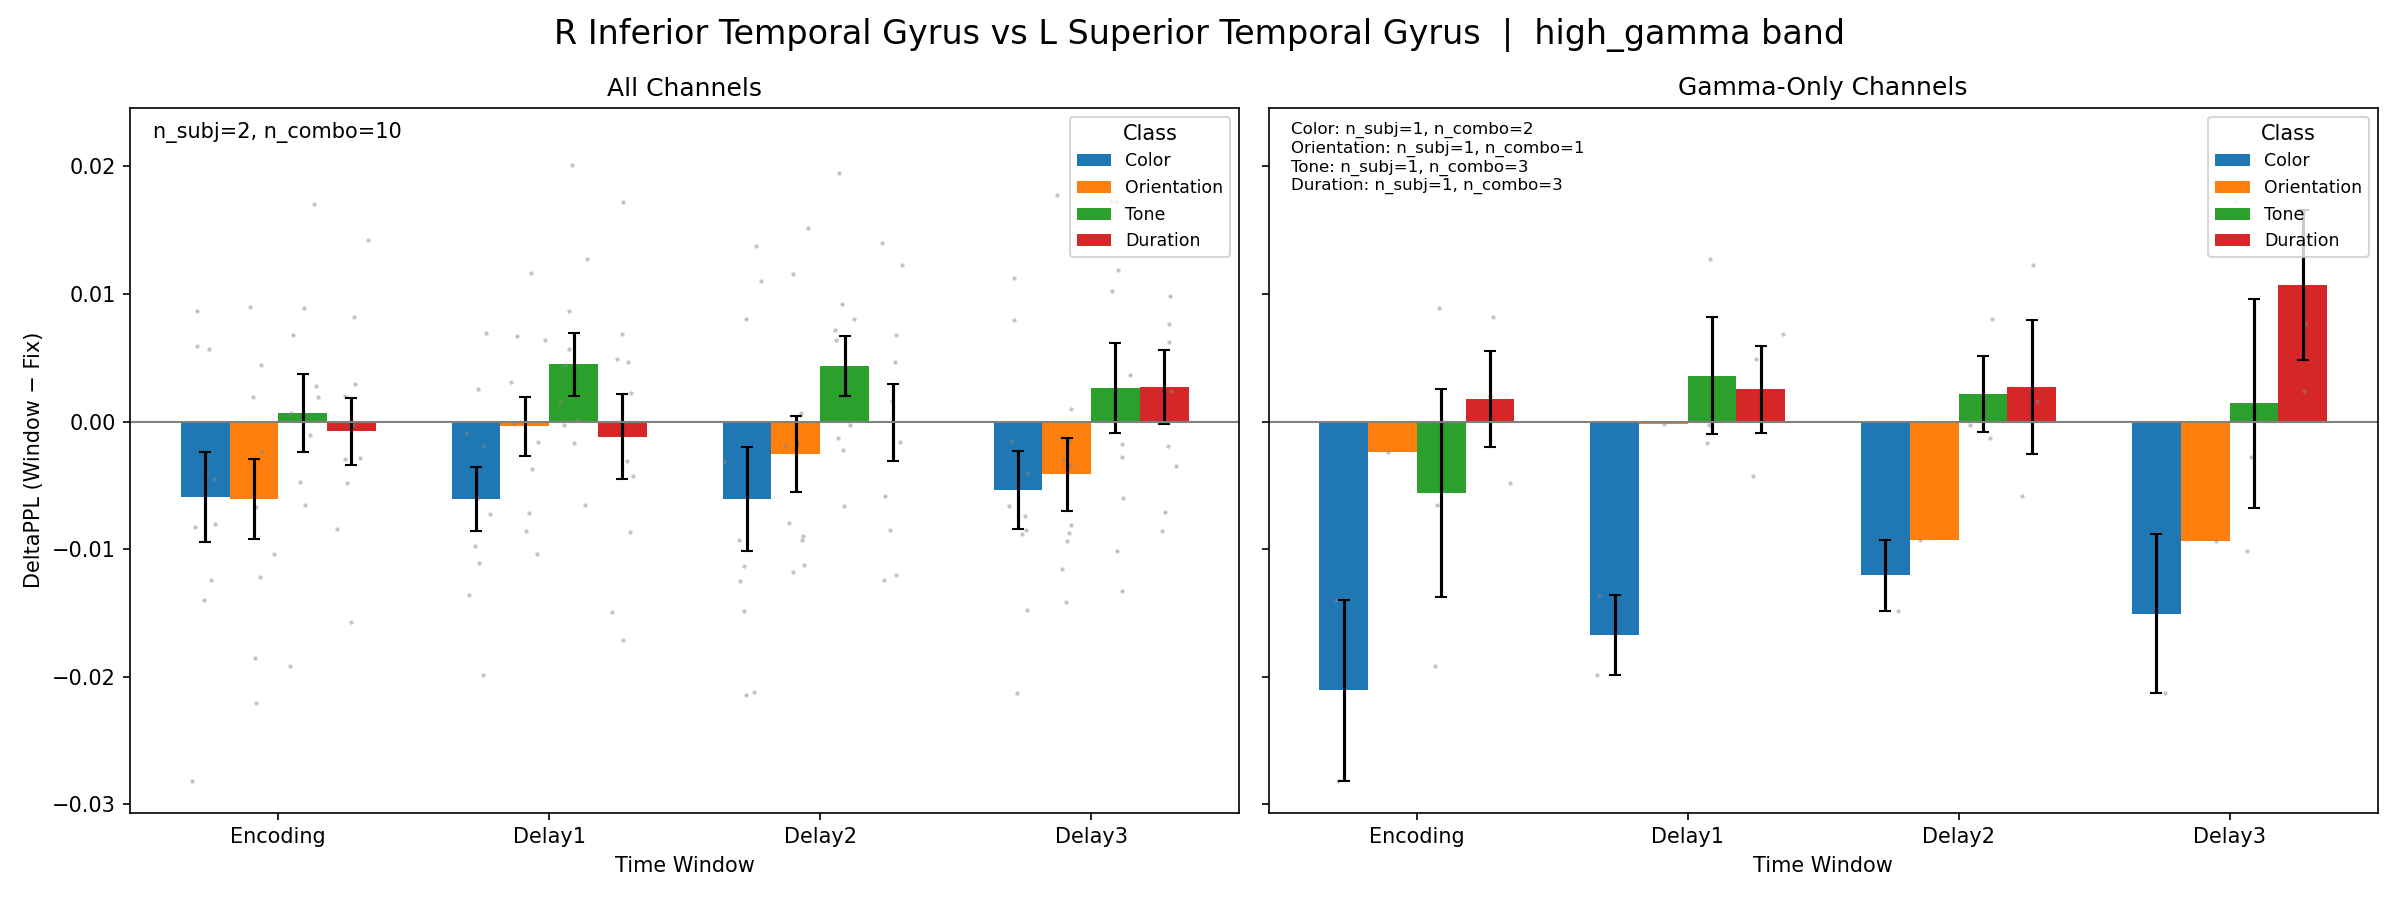 R Inferior Temporal Gyrus vs L Superior Temporal Gyrus | high_gamma band
All Channels
n_subj=2, n_combo=10
Class
Color
Orientation
Tone
Duration
DeltaPPL (Window − Fix)
0.02
0.01
0.00
−0.01
−0.02
−0.03
Encoding
Delay1
Delay2
Delay3
Time Window
Gamma-Only Channels
Color: n_subj=1, n_combo=2
Orientation: n_subj=1, n_combo=1
Tone: n_subj=1, n_combo=3
Duration: n_subj=1, n_combo=3
Class
Color
Orientation
Tone
Duration
Encoding
Delay1
Delay2
Delay3
Time Window